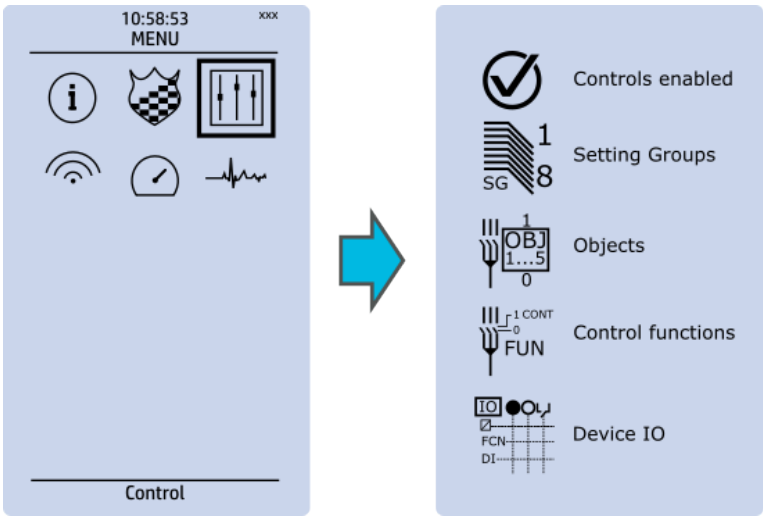 10:58:53
xxx
MENU
i
Control
Controls enabled
1
SG
8
Setting Groups
1
OBJ
1...5
0
Objects
1 CONT
0
FUN
Control functions
IO
FCN
DI
Device IO